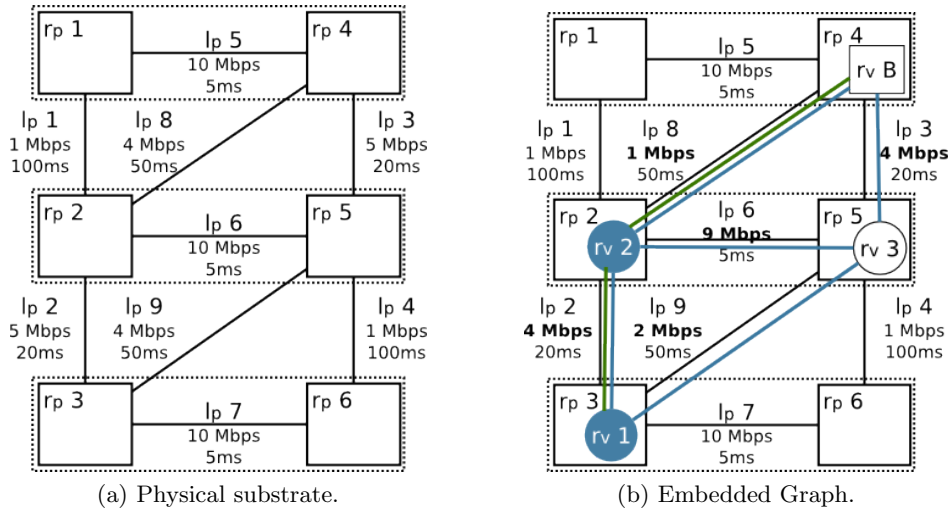 rp 1
rp 4
lp 5
10 Mbps
5ms
lp 1
1 Mbps
100ms
lp 8
4 Mbps
50ms
lp 3
5 Mbps
20ms
rp 2
rp 5
lp 6
10 Mbps
5ms
lp 2
5 Mbps
20ms
lp 9
4 Mbps
50ms
lp 4
1 Mbps
100ms
rp 3
rp 6
lp 7
10 Mbps
5ms
(a) Physical substrate.
rp 1
rp 4
rv B
lp 5
10 Mbps
5ms
lp 1
1 Mbps
100ms
lp 8
1 Mbps
50ms
lp 3
4 Mbps
20ms
rp 2
rv 2
rp 5
rv 3
lp 6
9 Mbps
5ms
lp 2
4 Mbps
20ms
lp 9
2 Mbps
50ms
lp 4
1 Mbps
100ms
rp 3
rv 1
rp 6
lp 7
10 Mbps
5ms
(b) Embedded Graph.